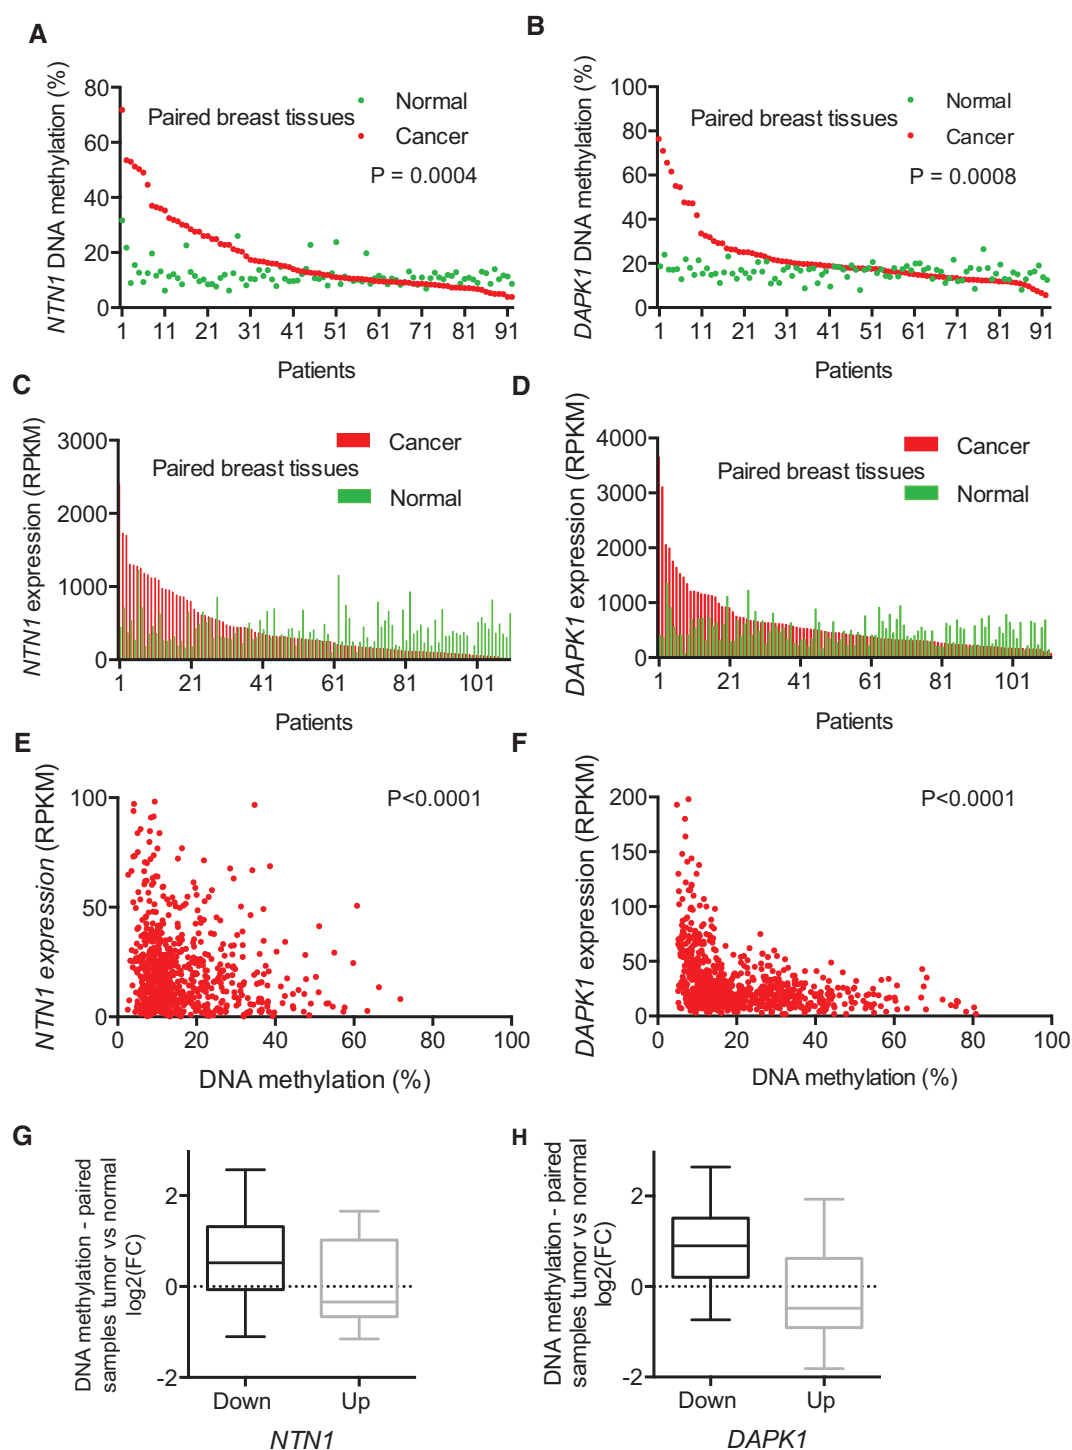 A
NTN1 DNA methylation (%)
80
60
40
20
0
Paired breast tissues
Normal
Cancer
P = 0.0004
1 11 21 31 41 51 61 71 81 91
Patients
B
DAPK1 DNA methylation (%)
100
80
60
40
20
0
Paired breast tissues
Normal
Cancer
P = 0.0008
1 11 21 31 41 51 61 71 81 91
Patients
C
NTN1 expression (RPKM)
3000
2000
1000
0
Cancer
Paired breast tissues
Normal
1 21 41 61 81 101
Patients
D
DAPK1 expression (RPKM)
4000
3000
2000
1000
0
Cancer
Paired breast tissues
Normal
1 21 41 61 81 101
Patients
E
NTN1 expression (RPKM)
100
50
0
P<0.0001
0 20 40 60 80 100
DNA methylation (%)
F
DAPK1 expression (RPKM)
200
150
100
50
0
P<0.0001
0 20 40 60 80 100
DNA methylation (%)
G
DNA methylation - paired
samples tumor vs normal
log2(FC)
2
0
-2
Down Up
NTN1
H
DNA methylation - paired
samples tumor vs normal
log2(FC)
2
0
-2
Down Up
DAPK1